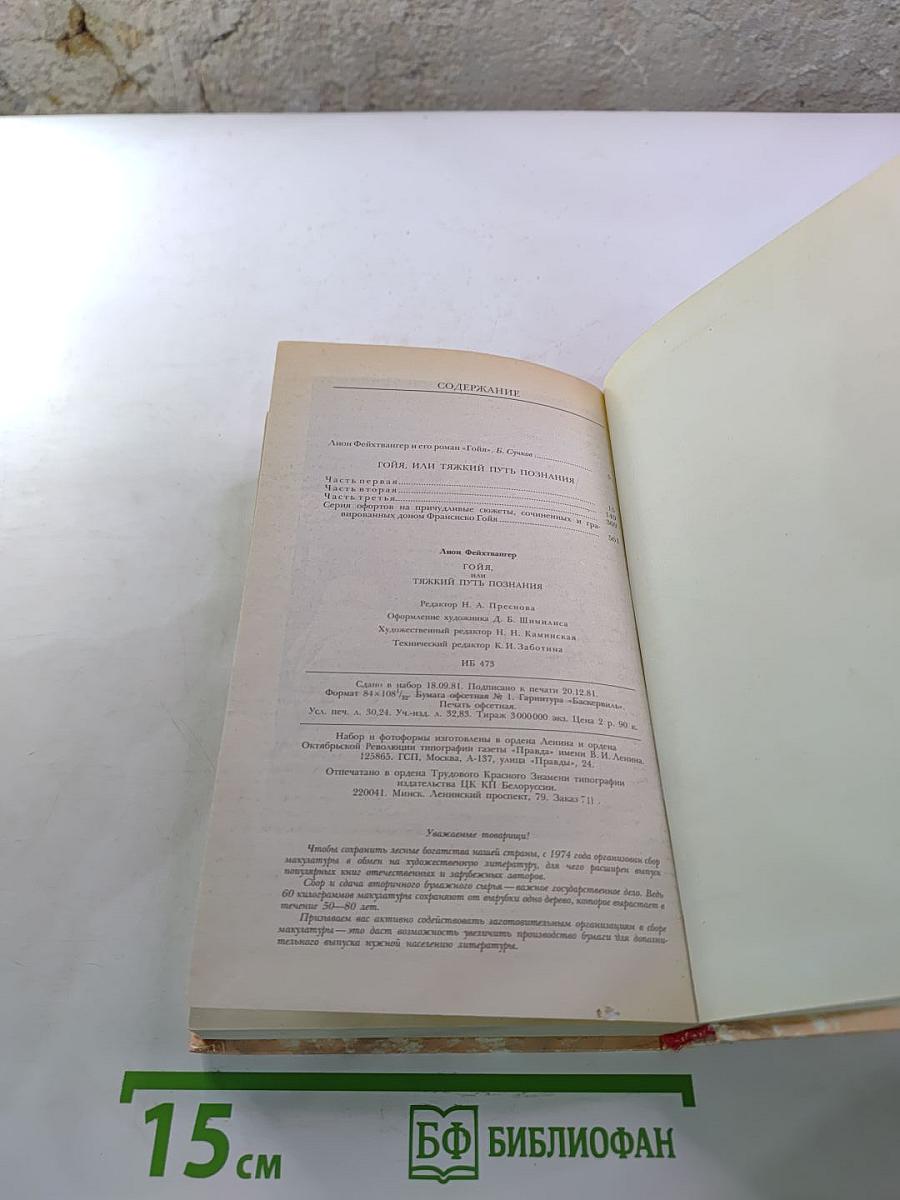 СОДЕРЖАНИЕ
Лион Фейхтвангер и его роман «Гойя». Б. Сучков 5
ГОЙЯ, ИЛИ ТЯЖКИЙ ПУТЬ ПОЗНАНИЯ
Часть первая
Часть вторая
Часть третья
Серия офортов на причудливые сюжеты, сочиненных и гра-
вированных доном Франсиско Гойя 561
Лион Фейхтвангер
ГОЙЯ,
или
ТЯЖКИЙ ПУТЬ ПОЗНАНИЯ
Редактор Н. А. Преснова
Оформление художника Д. Б. Шимилиса
Художественный редактор Н. Н. Каминская
Технический редактор К. И. Заботина
ИБ 473
Сдано в набор 18.09.81. Подписано к печати 20.12.81.
Формат 84×108¹/₃₂. Бумага офсетная № 1. Гарнитура «Баскервиль».
Печать офсетная.
Усл. печ. л. 30,24. Уч.-изд. л. 32,83. Тираж 3 000 000 экз. Цена 2 р. 90 к.
Набор и фотоформы изготовлены в ордена Ленина и ордена
Октябрьской Революции типографии газеты «Правда» имени В. И. Ленина.
125865. ГСП, Москва, А-137, улица «Правды», 24.
Отпечатано в ордена Трудового Красного Знамени типографии
издательства ЦК КП Белоруссии.
220041. Минск. Ленинский проспект, 79. Заказ 711.
Уважаемые товарищи!
Чтобы сохранить лесные богатства нашей страны, с 1974 года организован сбор
макулатуры в обмен на художественную литературу, для чего расширен выпуск
популярных книг отечественных и зарубежных авторов.
Сбор и сдача вторичного бумажного сырья — важное государственное дело. Ведь
60 килограммов макулатуры сохраняют от вырубки одно дерево, которое вырастает в
течение 50—80 лет.
Призываем вас активно содействовать заготовительным организациям в сборе
макулатуры — это даст возможность увеличить производство бумаги для дополни-
тельного выпуска нужной населению литературы.
15 см
БФ БИБЛИОФАН